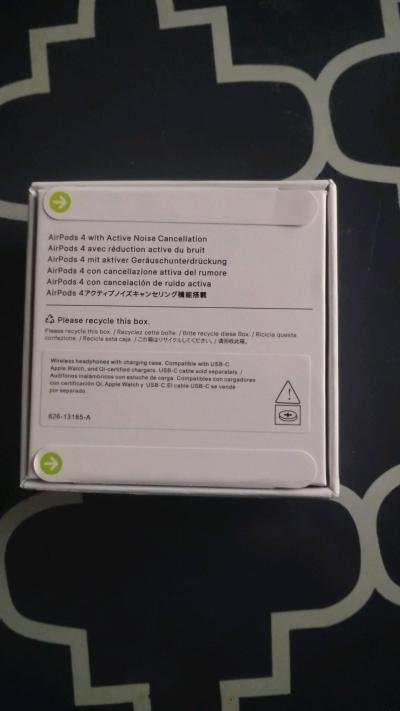 AirPods 4 with Active Noise Cancellation
AirPods 4 avec réduction active du bruit
AirPods 4 mit aktiver Geräuschunterdrückung
AirPods 4 con cancellazione attiva del rumore
AirPods 4 con cancelación de ruido activa
AirPods 4アクティブノイズキャンセリング機能搭載
Please recycle this box.
Please recycle this box. / Recyclez cette boîte. / Bitte recycle diese Box. / Ricicla questa
confezione. / Recicla esta caja. / この箱はリサイクルしてください。/ 请回收此箱。
Wireless headphones with charging case. Compatible with USB-C
Apple Watch, and Qi-certified chargers. USB-C cable sold separately. /
Audífonos inalámbricos con estuche de carga. Compatibles con cargadores
con certificación Qi, Apple Watch y USB-C. El cable USB-C se vende
por separado.
826-13165-A